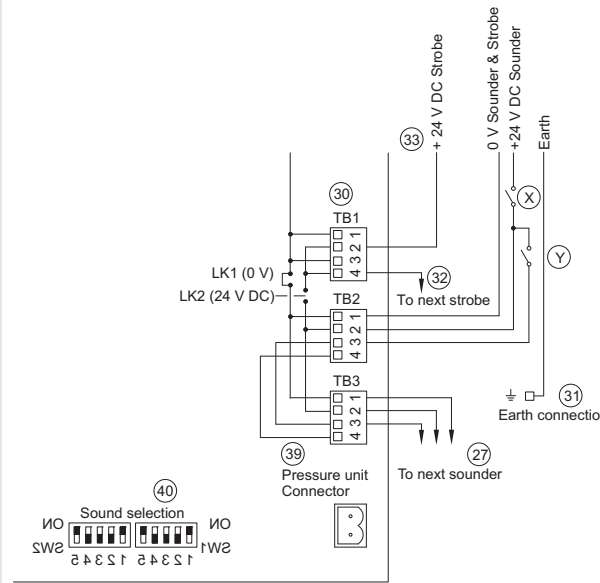 + 24 V DC Strobe
0 V Sounder & Strobe
+24 V DC Sounder
Earth
33
30
X
TB1
1
2
3
4
Y
LK1 (0 V)
32
LK2 (24 V DC)
To next strobe
TB2
1
2
3
4
TB3
1
2
3
4
31
Earth connectio
39
27
Pressure unit
Connector
To next sounder
40
Sound selection
ON
ON
SW2
SW1
5 4 3 2 1
5 4 3 2 1